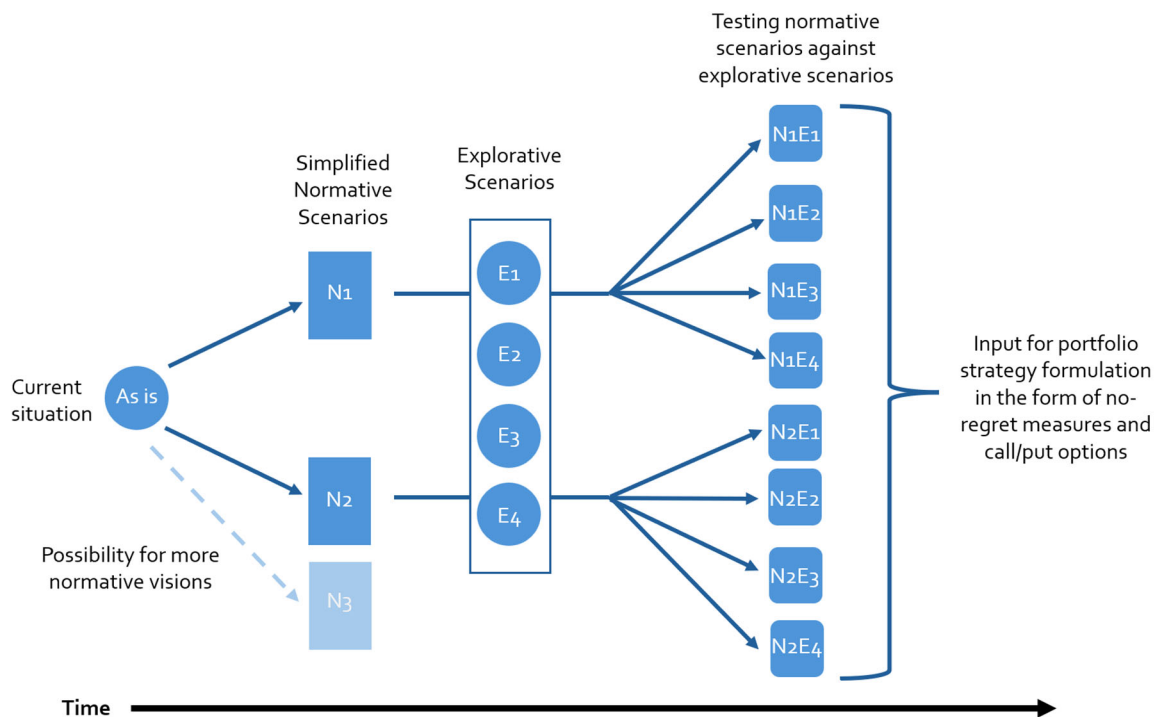 Testing normative
scenarios against
explorative scenarios
Simplified
Normative
Scenarios
Explorative
Scenarios
Current
situation
As is
Possibility for more
normative visions
N1
N2
N3
E1
E2
E3
E4
N1E1
N1E2
N1E3
N1E4
N2E1
N2E2
N2E3
N2E4
Input for portfolio
strategy formulation
in the form of no-
regret measures and
call/put options
Time